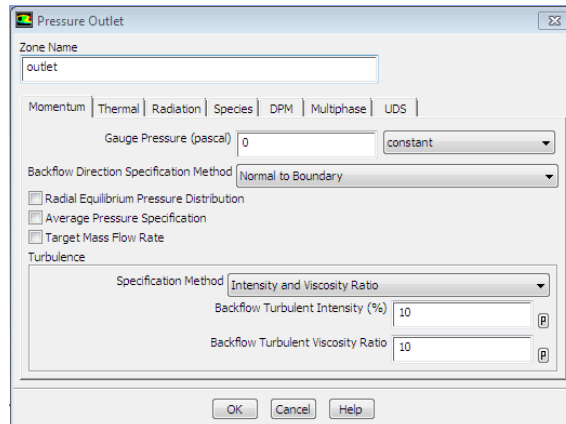 Pressure Outlet
Zone Name
outlet
Momentum Thermal Radiation Species DPM Multiphase UDS
Gauge Pressure (pascal) 0 constant
Backflow Direction Specification Method Normal to Boundary
Radial Equilibrium Pressure Distribution
Average Pressure Specification
Target Mass Flow Rate
Turbulence
Specification Method Intensity and Viscosity Ratio
Backflow Turbulent Intensity (%) 10 P
Backflow Turbulent Viscosity Ratio 10 P
OK Cancel Help